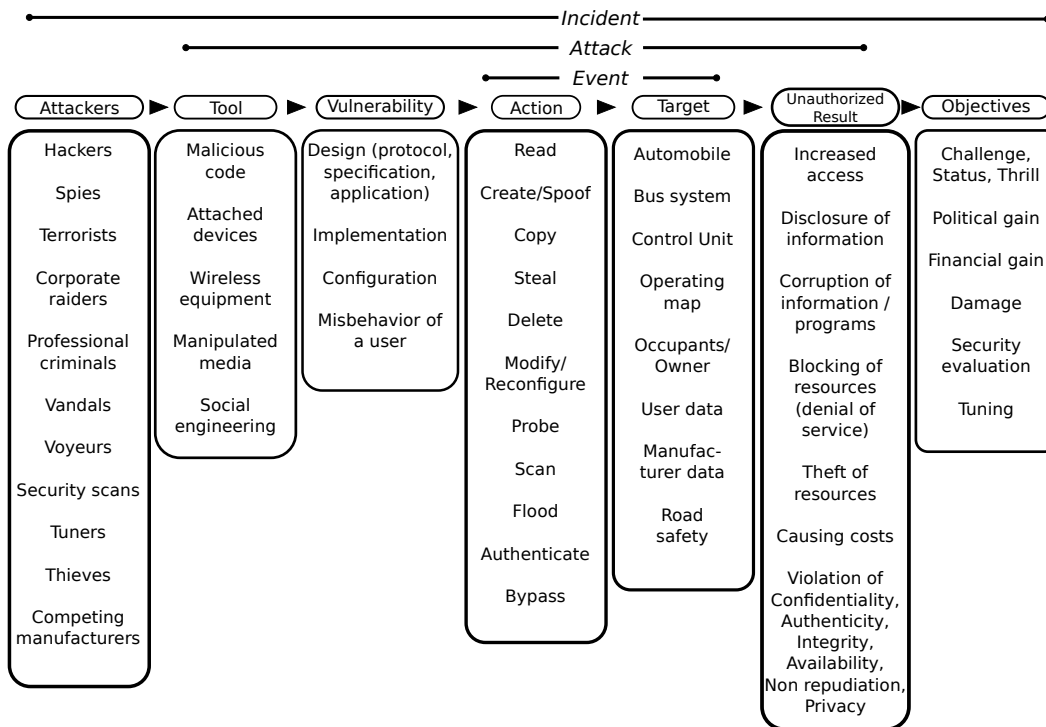 Incident
Attack
Event
Attackers
Tool
Vulnerability
Action
Target
Unauthorized
Result
Objectives
Hackers
Spies
Terrorists
Corporate
raiders
Professional
criminals
Vandals
Voyeurs
Security scans
Tuners
Thieves
Competing
manufacturers
Malicious
code
Attached
devices
Wireless
equipment
Manipulated
media
Social
engineering
Design (protocol,
specification,
application)
Implementation
Configuration
Misbehavior of
a user
Read
Create/Spoof
Copy
Steal
Delete
Modify/
Reconfigure
Probe
Scan
Flood
Authenticate
Bypass
Automobile
Bus system
Control Unit
Operating
map
Occupants/
Owner
User data
Manufac-
turer data
Road
safety
Increased
access
Disclosure of
information
Corruption of
information /
programs
Blocking of
resources
(denial of
service)
Theft of
resources
Causing costs
Violation of
Confidentiality,
Authenticity,
Integrity,
Availability,
Non repudiation,
Privacy
Challenge,
Status, Thrill
Political gain
Financial gain
Damage
Security
evaluation
Tuning